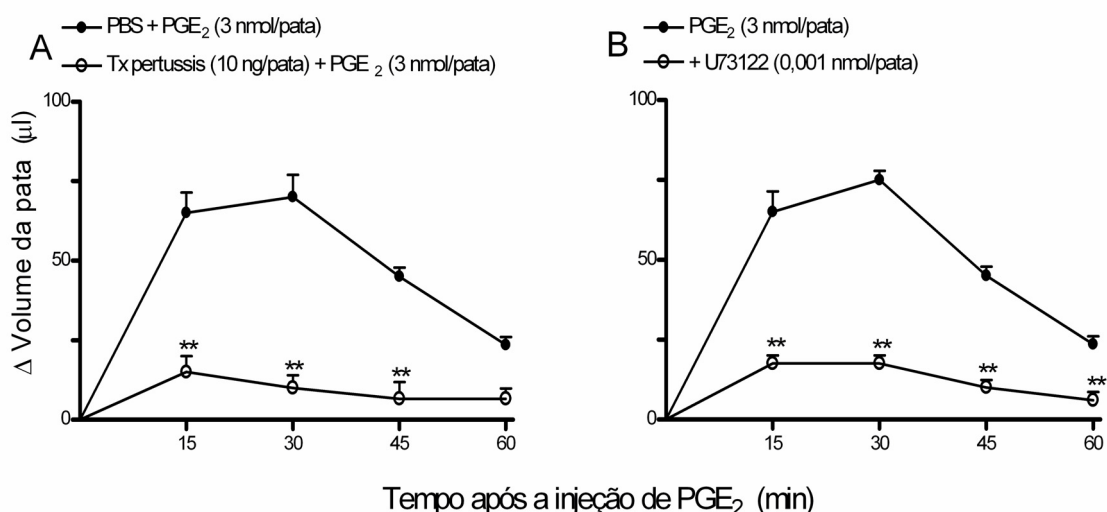 A
PBS + PGE₂ (3 nmol/pata)
Tx pertussis (10 ng/pata) + PGE ₂ (3 nmol/pata)
Δ Volume da pata (µl)
100
50
0
** ** **
15 30 45 60
B
PGE₂ (3 nmol/pata)
+ U73122 (0,001 nmol/pata)
100
50
0
** ** ** **
15 30 45 60
Tempo após a injeção de PGE₂ (min)